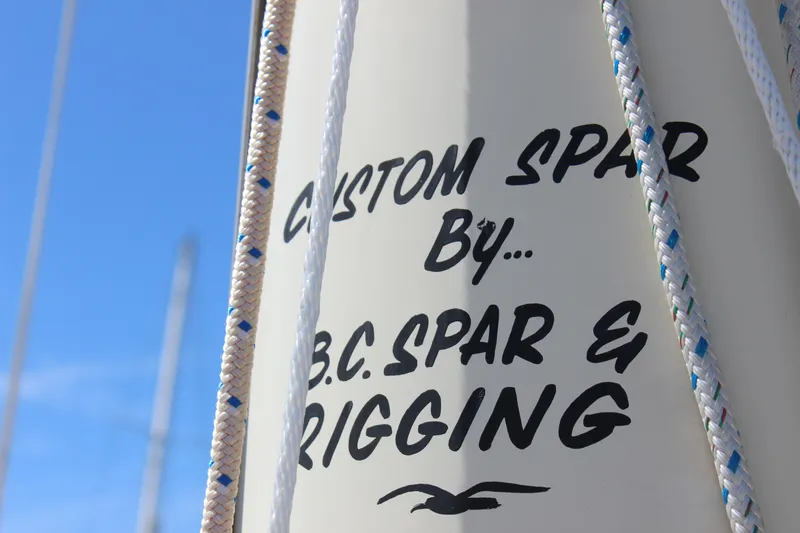 CUSTOM SPAR
By...
B.C. SPAR &
RIGGING